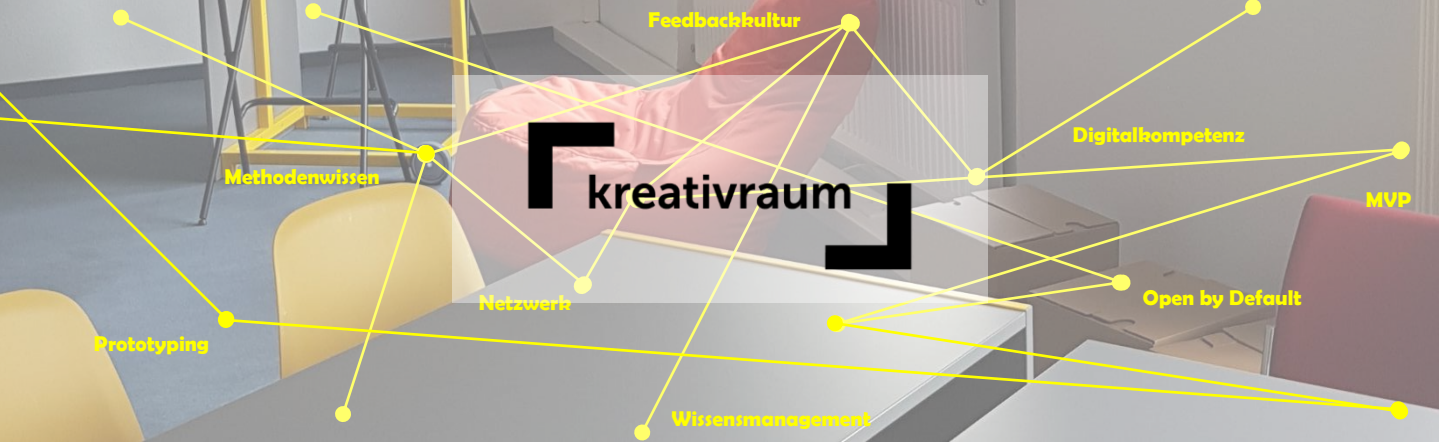 Feedbackkultur
Digitalkompetenz
Methodenwissen
kreativraum
MVP
Netzwerk
Open by Default
Prototyping
Wissensmanagement